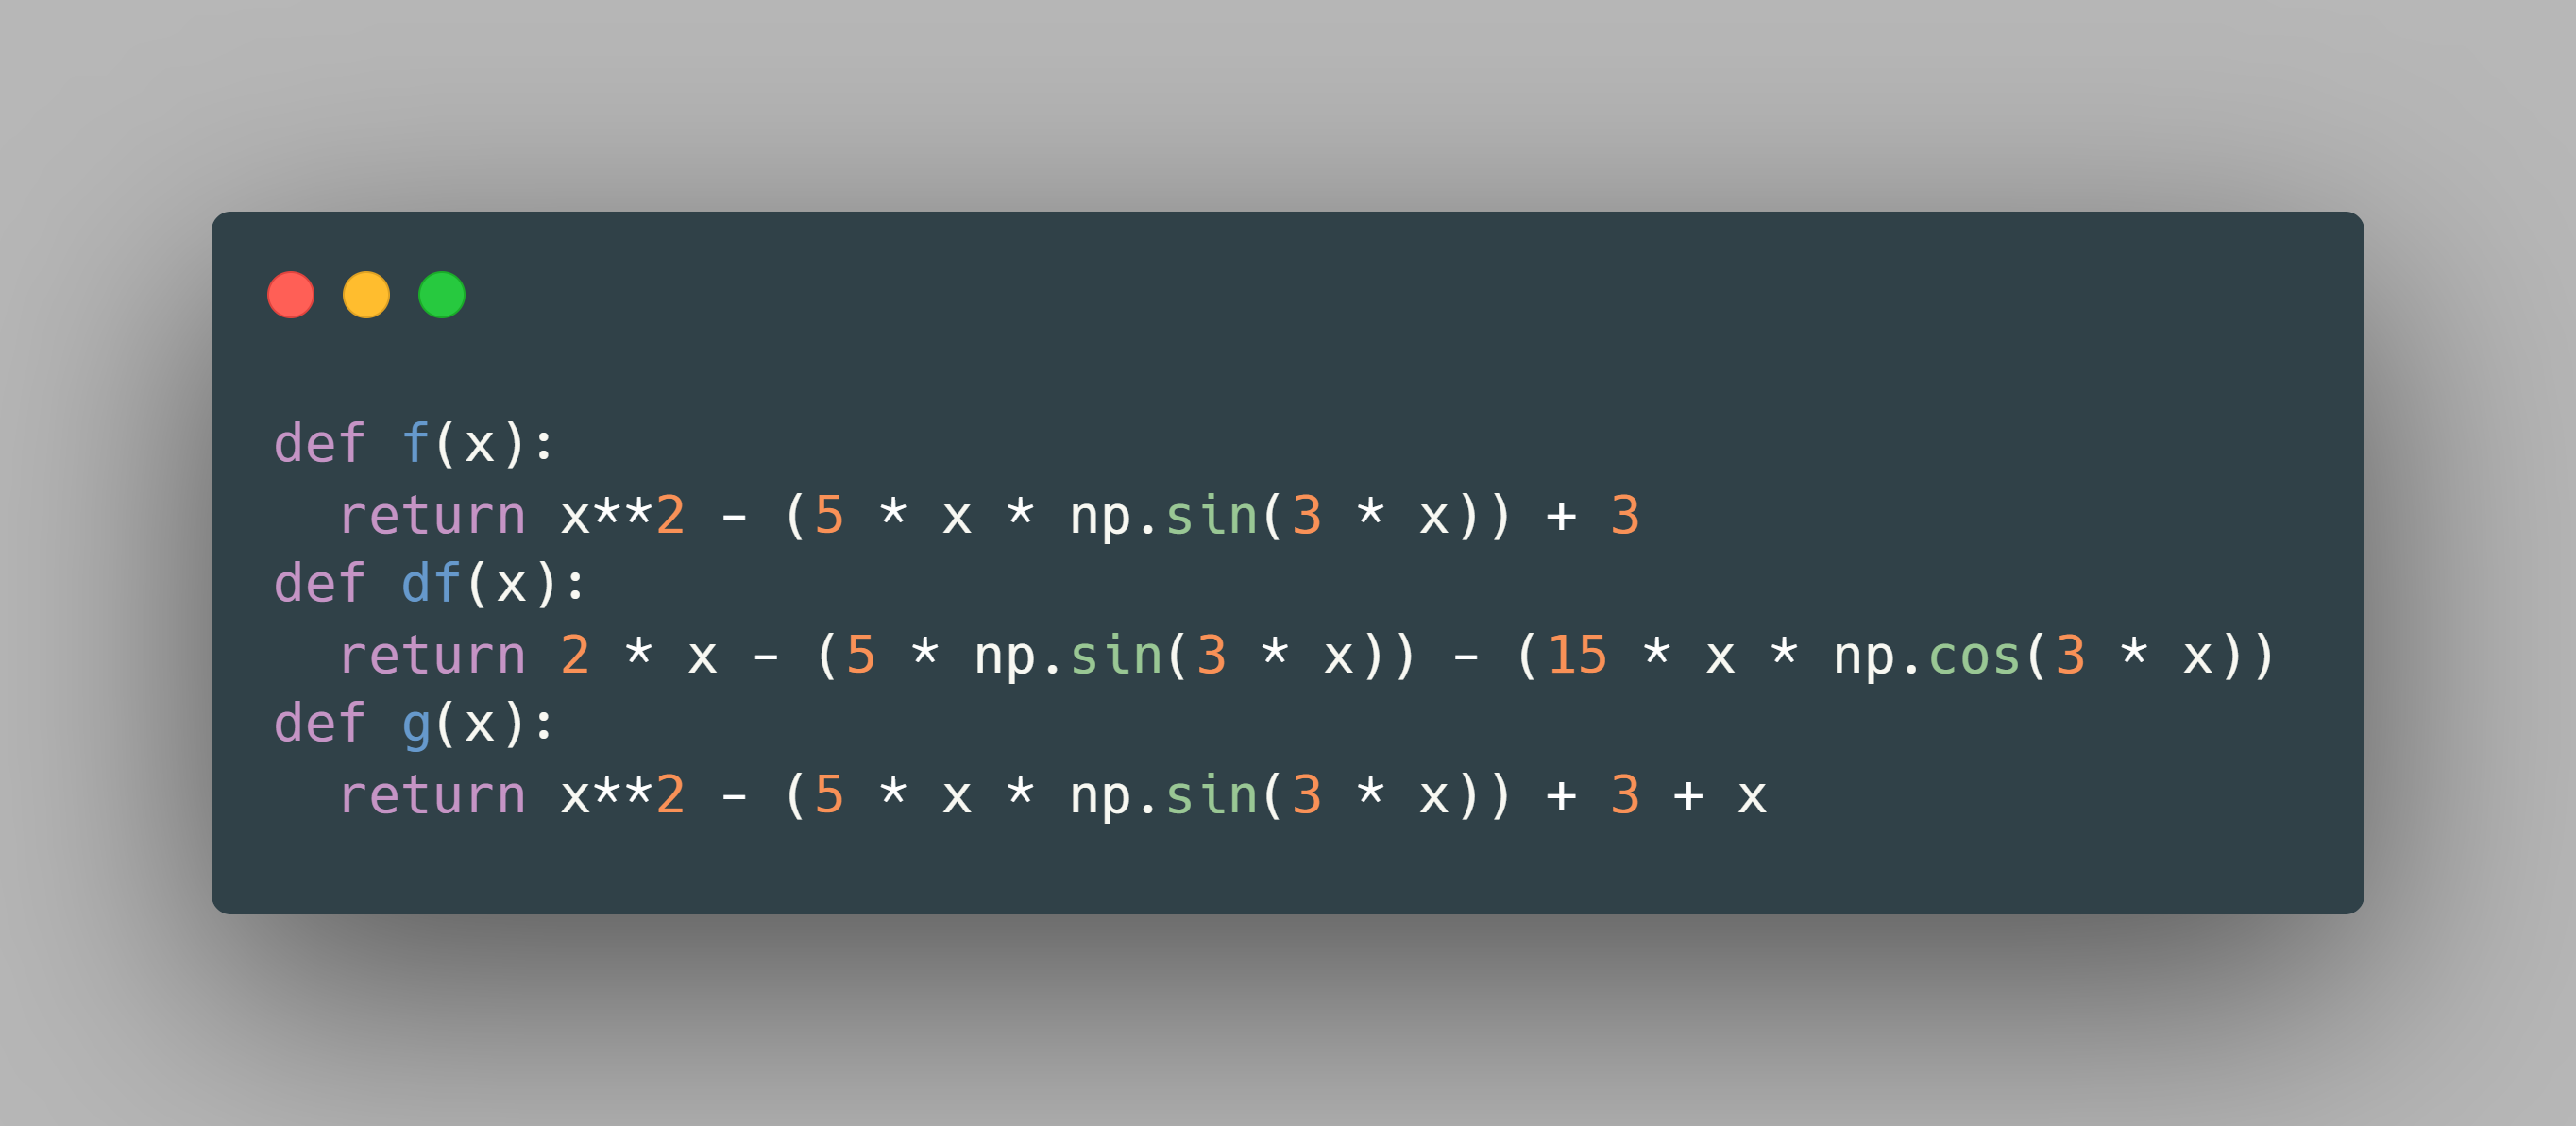 def f(x):
  return x**2 - (5 * x * np.sin(3 * x)) + 3
def df(x):
  return 2 * x - (5 * np.sin(3 * x)) - (15 * x * np.cos(3 * x))
def g(x):
  return x**2 - (5 * x * np.sin(3 * x)) + 3 + x